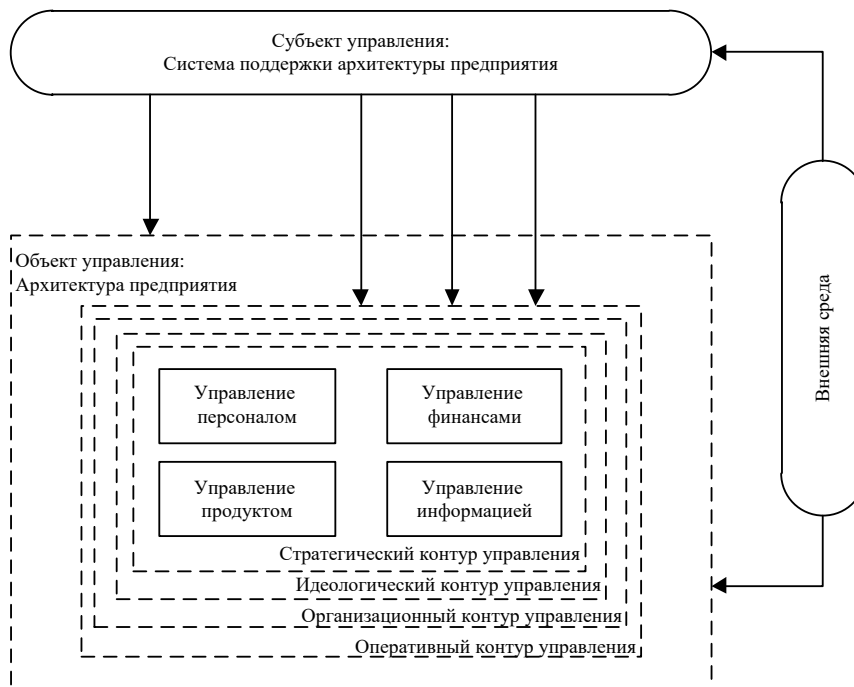 Субъект управления:
Система поддержки архитектуры предприятия
Объект управления:
Архитектура предприятия
Управление
персоналом
Управление
финансами
Управление
продуктом
Управление
информацией
Стратегический контур управления
Идеологический контур управления
Организационный контур управления
Оперативный контур управления
Внешняя среда